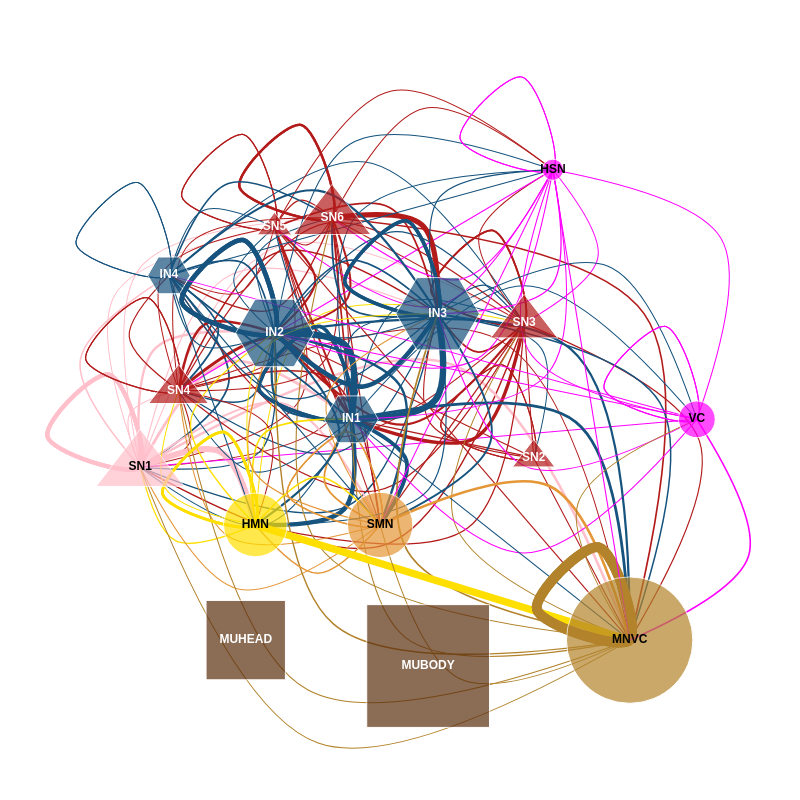 HSN
SN6
SN5
IN4
IN3
SN3
IN2
SN4
IN1
VC
SN2
SN1
HMN
SMN
MUHEAD
MNVC
MUBODY